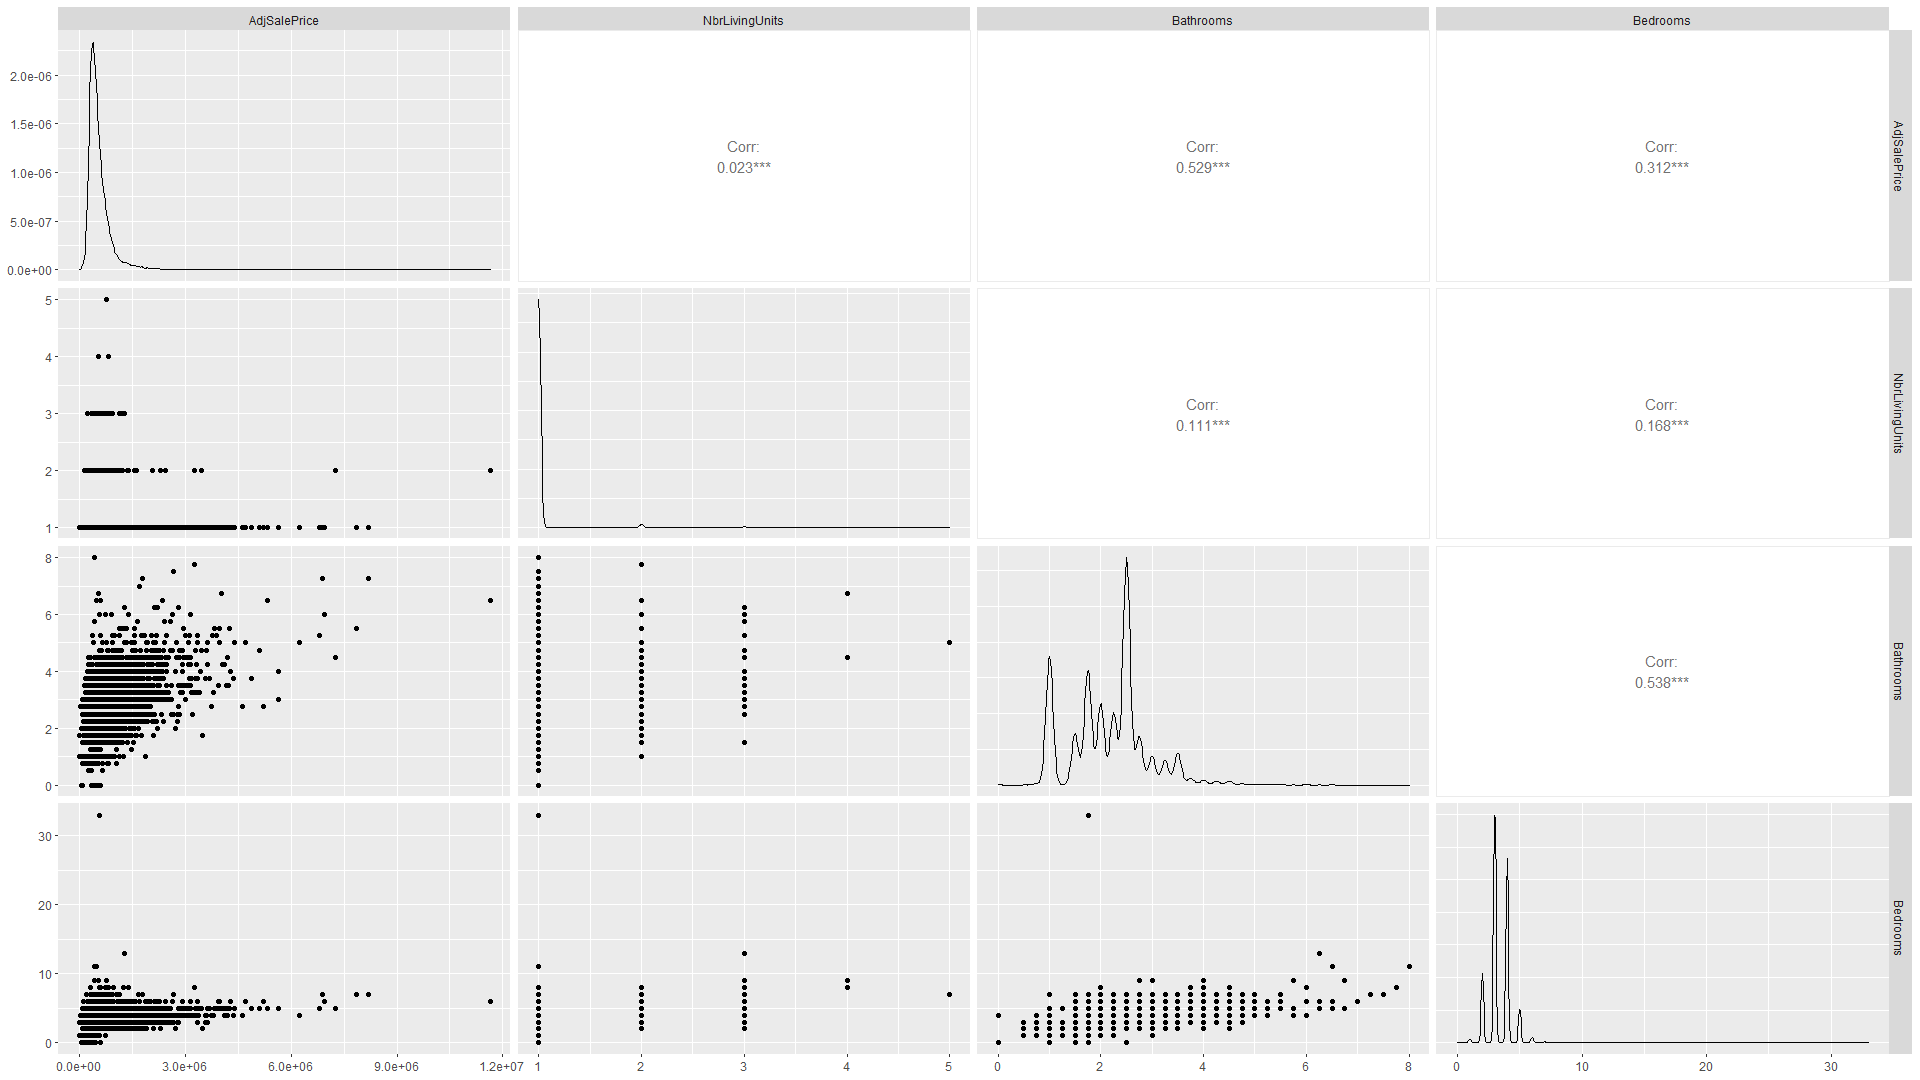 AdjSalePrice
NbrLivingUnits
Bathrooms
Bedrooms
2.0e-06
1.5e-06
1.0e-06
5.0e-07
0.0e+00
Corr:
0.023***
Corr:
0.529***
Corr:
0.312***
AdjSalePrice
5
4
3
2
1
Corr:
0.111***
Corr:
0.168***
NbrLivingUnits
8
6
4
2
0
Corr:
0.538***
Bathrooms
30
20
10
0
Bedrooms
0.0e+00
3.0e+06
6.0e+06
9.0e+06
1.2e+07
1
2
3
4
5
0
2
4
6
8
0
10
20
30